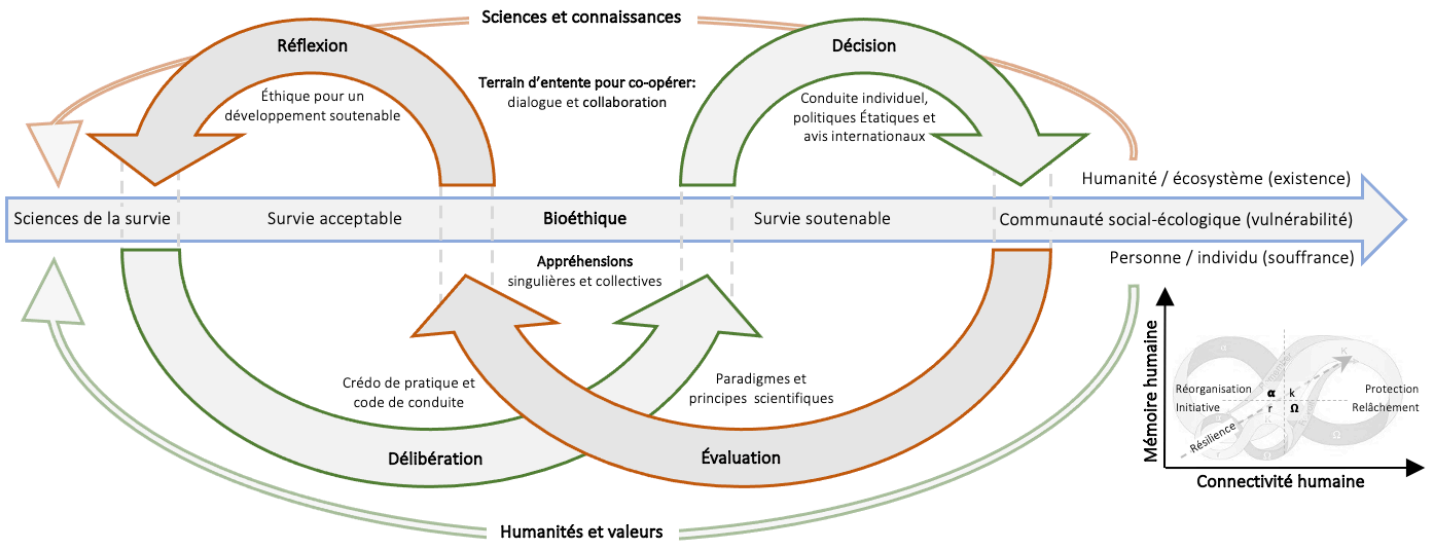 Sciences et connaissances
Réflexion
Décision
Éthique pour un
développement soutenable
Terrain d'entente pour co-opérer:
dialogue et collaboration
Conduite individuel,
politiques Étatiques et
avis internationaux
Humanité / écosystème (existence)
Sciences de la survie
Survie acceptable
Bioéthique
Survie soutenable
Communauté social-écologique (vulnérabilité)
Personne / individu (souffrance)
Appréhensions
singulières et collectives
Crédo de pratique et
code de conduite
Paradigmes et
principes scientifiques
Délibération
Évaluation
Humanités et valeurs
Mémoire humaine
Réorganisation
Initiative
α k
r Ω
Protection
Relâchement
Résilience
Connectivité humaine